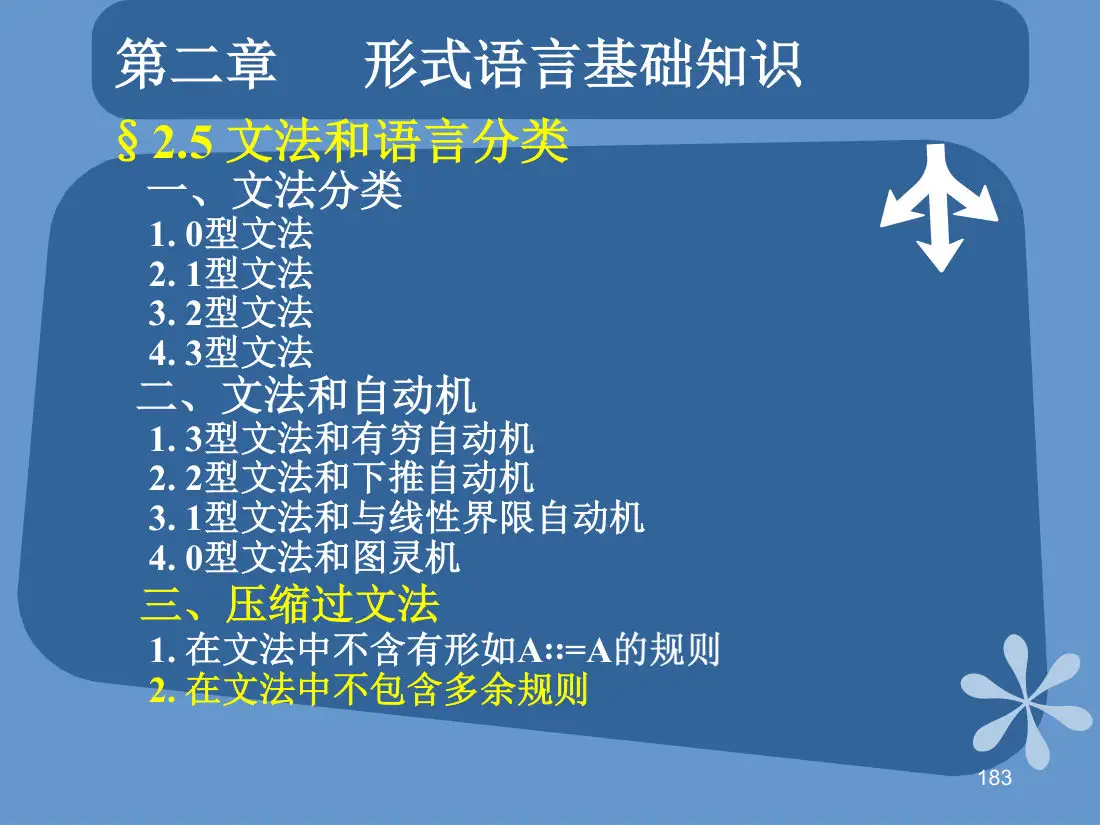 第二章 形式语言基础知识
§2.5 文法和语言分类
一、文法分类
1. 0型文法
2. 1型文法
3. 2型文法
4. 3型文法
二、文法和自动机
1. 3型文法和有穷自动机
2. 2型文法和下推自动机
3. 1型文法和与线性界限自动机
4. 0型文法和图灵机
三、压缩过文法
1. 在文法中不含有形如A::=A的规则
2. 在文法中不包含多余规则
183